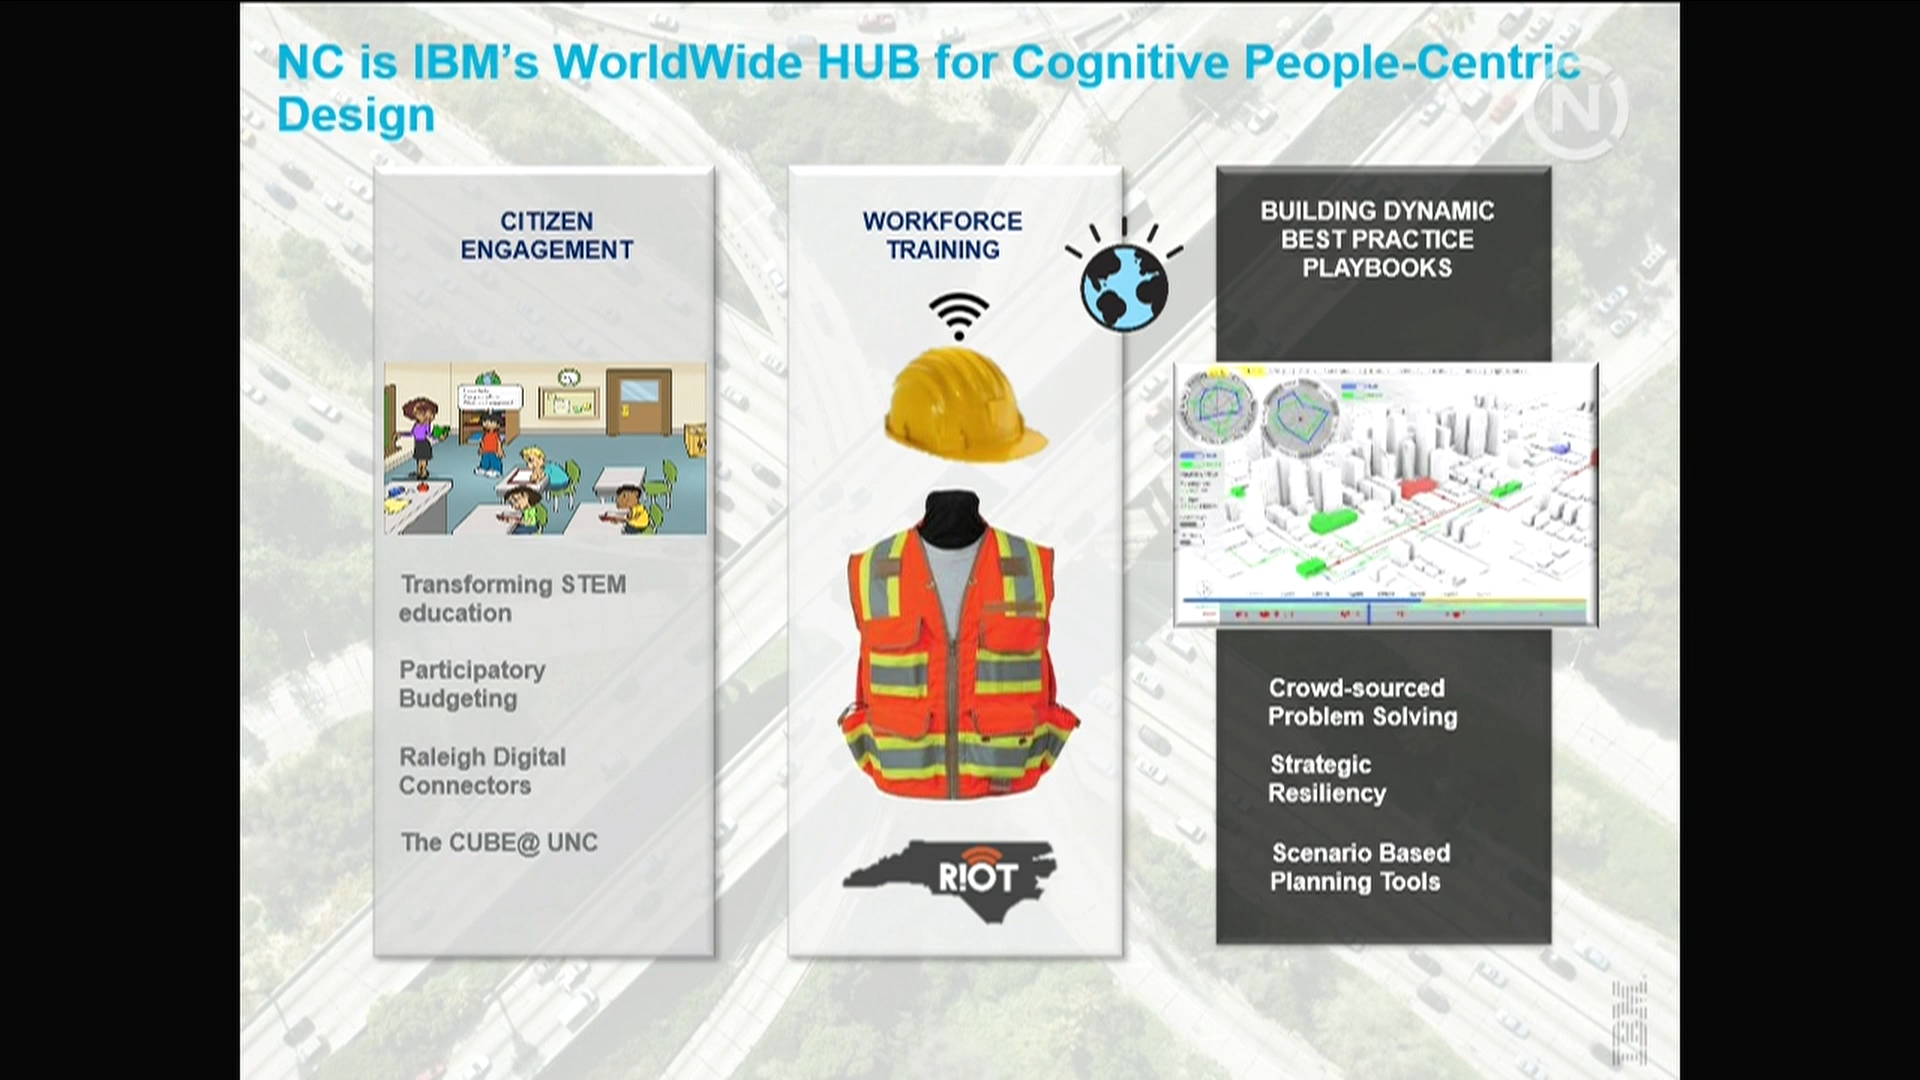 NC is IBM's WorldWide HUB for Cognitive People-Centric
Design
N
CITIZEN
ENGAGEMENT
Transforming STEM
education
Participatory
Budgeting
Raleigh Digital
Connectors
The CUBE@ UNC
WORKFORCE
TRAINING
R!OT
BUILDING DYNAMIC
BEST PRACTICE
PLAYBOOKS
Crowd-sourced
Problem Solving
Strategic
Resiliency
Scenario Based
Planning Tools
IBM